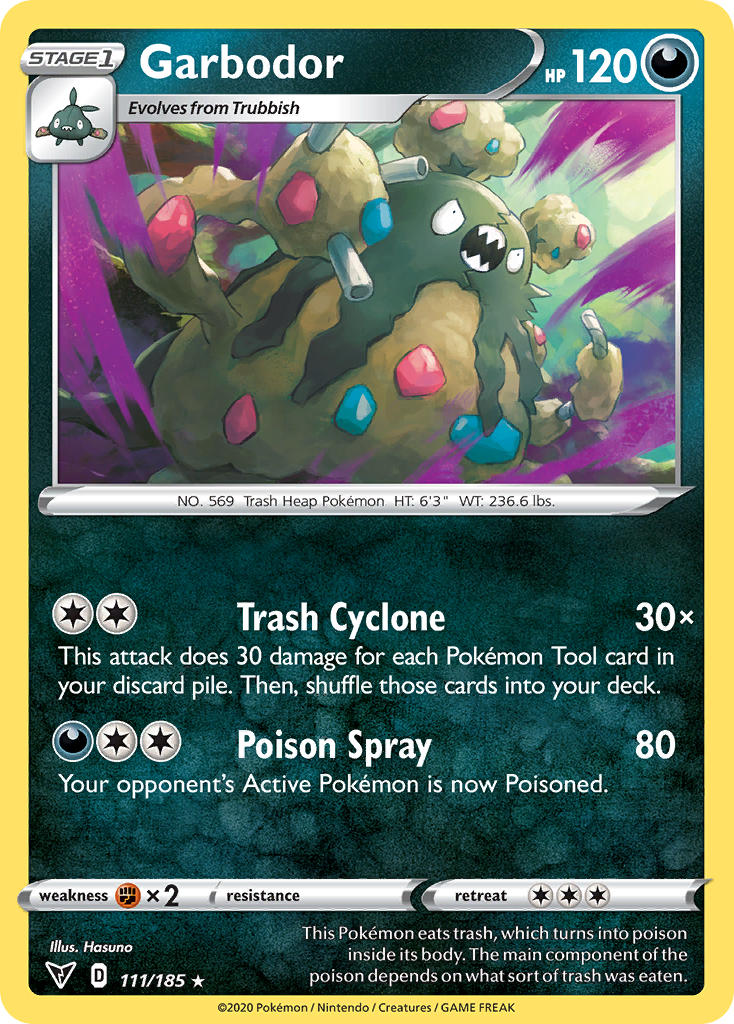 STAGE1
Garbodor
HP 120
Evolves from Trubbish
NO. 569 Trash Heap Pokémon HT: 6'3" WT: 236.6 lbs.
Trash Cyclone 30×
This attack does 30 damage for each Pokémon Tool card in
your discard pile. Then, shuffle those cards into your deck.
Poison Spray 80
Your opponent's Active Pokémon is now Poisoned.
weakness ×2 resistance retreat
Illus. Hasuno
This Pokémon eats trash, which turns into poison
inside its body. The main component of the
poison depends on what sort of trash was eaten.
D 111/185 ★
©2020 Pokémon / Nintendo / Creatures / GAME FREAK